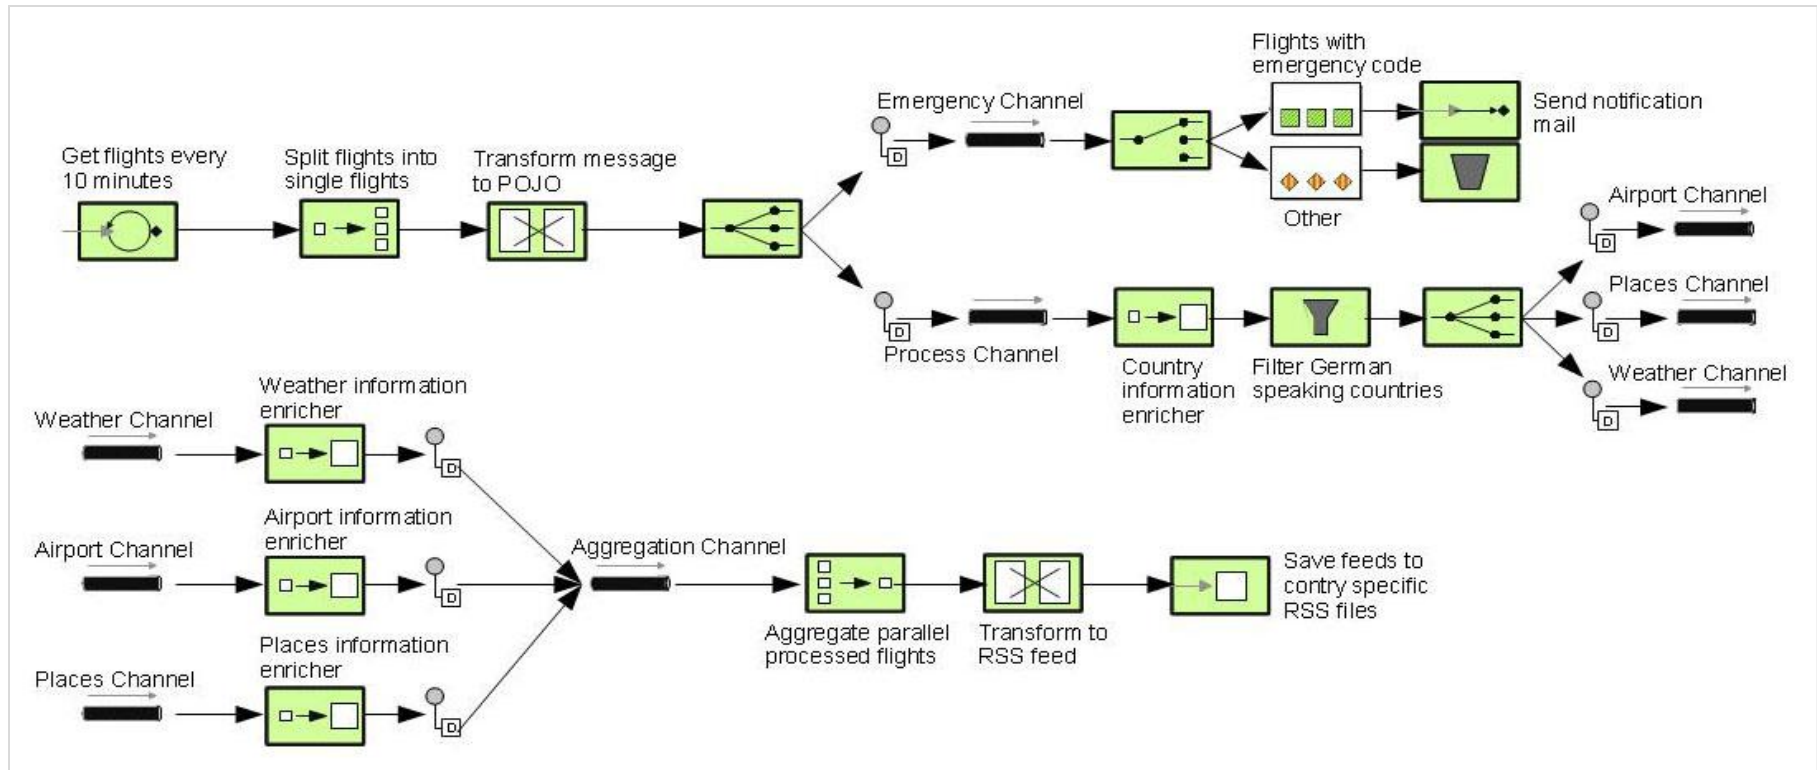 Flights with
emergency code
Emergency Channel
Send notification
mail
Get flights every
10 minutes
Split flights into
single flights
Transform message
to POJO
D
Other
Airport Channel
D
Places Channel
D
D
Process Channel
Country
information
enricher
Filter German
speaking countries
Weather Channel
D
Weather information
enricher
Weather Channel
D
Airport information
enricher
Airport Channel
D
Aggregation Channel
Save feeds to
contry specific
RSS files
Aggregate parallel
processed flights
Transform to
RSS feed
Places information
enricher
Places Channel
D